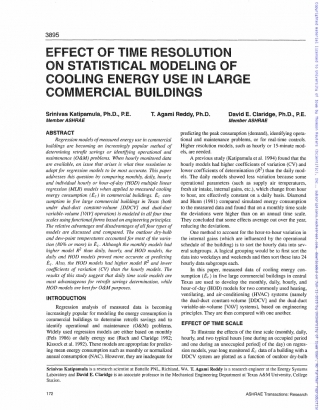 3895
EFFECT OF TIME RESOLUTION
ON STATISTICAL MODELING OF
COOLING ENERGY USE IN LARGE
COMMERCIAL BUILDINGS
Srinivas Katipamula, Ph.D., P.E.
Member ASHRAE
T. Agami Reddy, Ph.D.
David E. Claridge, Ph.D., P.E.
Member ASHRAE
ABSTRACT
Regression models of measured energy use in commercial
buildings are becoming an increasingly popular method of
determining retrofit savings or identifying operational and
maintenance (O&M) problems. When hourly monitored data
are available, an issue that arises is what time resolution to
adopt for regression models to be most accurate. This paper
addresses this question by comparing monthly, daily, hourly
and individual hourly or hour-of-day (HOD) multiple linear
regression (MLR) models when applied to measured cooling
energy consumption (E
) in commercial buildings. E
con-
sumption in five large commercial buildings in Texas (both
under dual-duct constant-volume [DDCV] and dual-duct
variable-volume [VAV] operation) is modeled in all four time
scales using functional forms based on engineering principles.
The relative advantages and disadvantages of all four types of
models are discussed and compared. The outdoor dry-bulb
and dew-point temperatures accounted for most of the varia-
tion (80% or more) in E
. Although the monthly models had
higher R² than daily, hourly, and HOD models, the
daily and HOD models proved more accurate at predicting
E
. Also, the HOD models had higher R² and lower
coefficients of variation (CV) than the hourly models. The
results of this study suggest that daily time scale models are
most advantageous for retrofit savings determination, while
HOD models are best for O&M purposes.
INTRODUCTION
Regression analysis of measured data is becoming
increasingly popular for modeling the energy consumption in
commercial buildings to determine retrofit savings and to
identify operational and maintenance (O&M) problems.
Widely used regression models are either based on monthly
(Fels 1986) or daily energy use (Ruch and Claridge 1992;
Kissock et al. 1992). These models are appropriate for predict-
ing mean energy consumption such as monthly or normalized
annual consumption (NAC). However, they are inadequate for
predicting the peak consumption (demand), identifying opera-
tional and maintenance problems, or for real-time controls.
Higher resolution models, such as hourly or 15-minute mod-
els, are needed.
A previous study (Katipamula et al. 1994) found that the
hourly models had higher coefficients of variation (CV) and
lower coefficients of determination (R²) than the daily mod-
els. The daily models showed less variation because some
operational parameters (such as supply air temperatures,
fresh air intake, internal gains, etc.), which change from hour
to hour, are effectively constant on a daily basis. Diamond
and Hunn (1981) compared simulated energy consumption
to the measured data and found that on a monthly time scale
the deviations were higher than on an annual time scale.
They concluded that some effects average out over the year,
reducing the deviations.
One method to account for the hour-to-hour variation in
the internal gains (which are influenced by the operational
schedule of the building) is to sort the hourly data into sev-
eral subgroups. A logical grouping would be to first sort the
data into weekdays and weekends and then sort these into 24
hourly data subgroups each.
In this paper, measured data of cooling energy con-
sumption (E
) in five large commercial buildings in central
Texas are used to develop the monthly, daily, hourly, and
hour-of-day (HOD) models for two commonly used heating,
ventilating, and air-conditioning (HVAC) systems (namely
the dual-duct constant-volume [DDCV] and the dual-duct
variable-air-volume [VAV] systems), based on engineering
principles. They are then compared with one another.
EFFECT OF TIME SCALE
To illustrate the effects of the time scale (monthly, daily,
hourly, and two typical hours [one during an occupied period
and one during an unoccupied period of the day]) on regres-
sion models, year-long monitored E
data of a building with a
DDCV system are plotted as a function of outdoor dry-bulb
Srinivas Katipamula is a research scientist at Battelle PNL, Richland, WA. T. Agami Reddy is a research engineer at the Energy Systems
Laboratory and David E. Claridge is an associate professor in the Mechanical Engineering Department at Texas A&M University, College
Station.
172
ASHRAE Transactions: Research